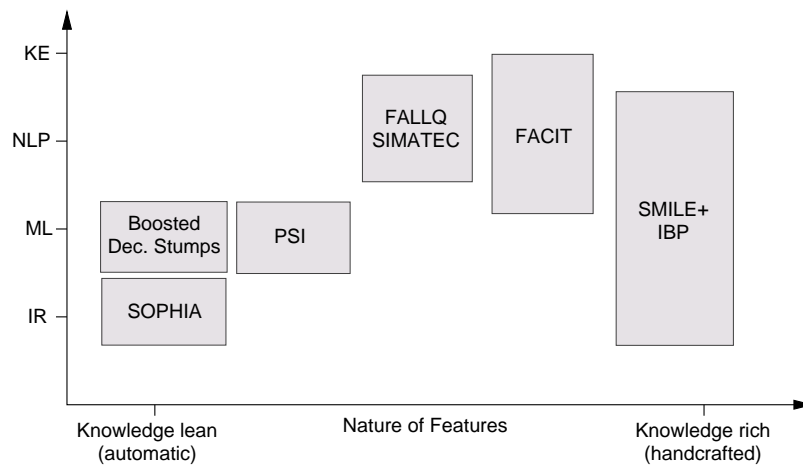 KE
NLP
ML
IR
FALLQ
SIMATEC
FACIT
SMILE+
IBP
Boosted
Dec. Stumps
PSI
SOPHIA
Knowledge lean
(automatic)
Nature of Features
Knowledge rich
(handcrafted)